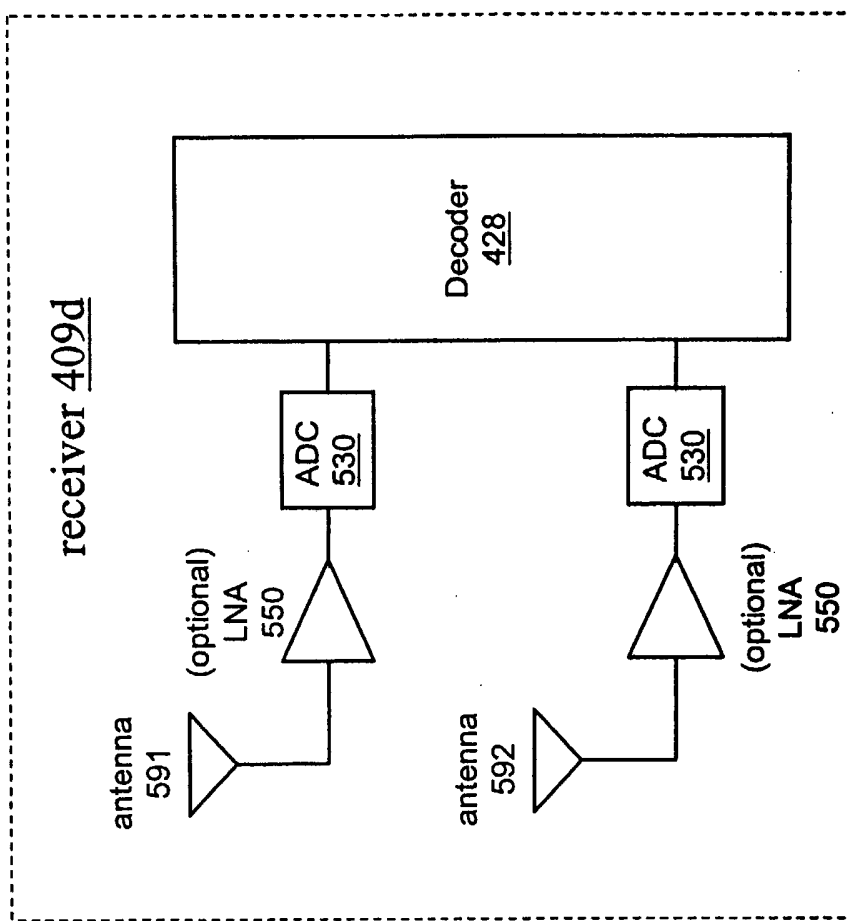 receiver 409d
antenna
591
(optional)
LNA
550
ADC
530
Decoder
428
antenna
592
(optional)
LNA
550
ADC
530